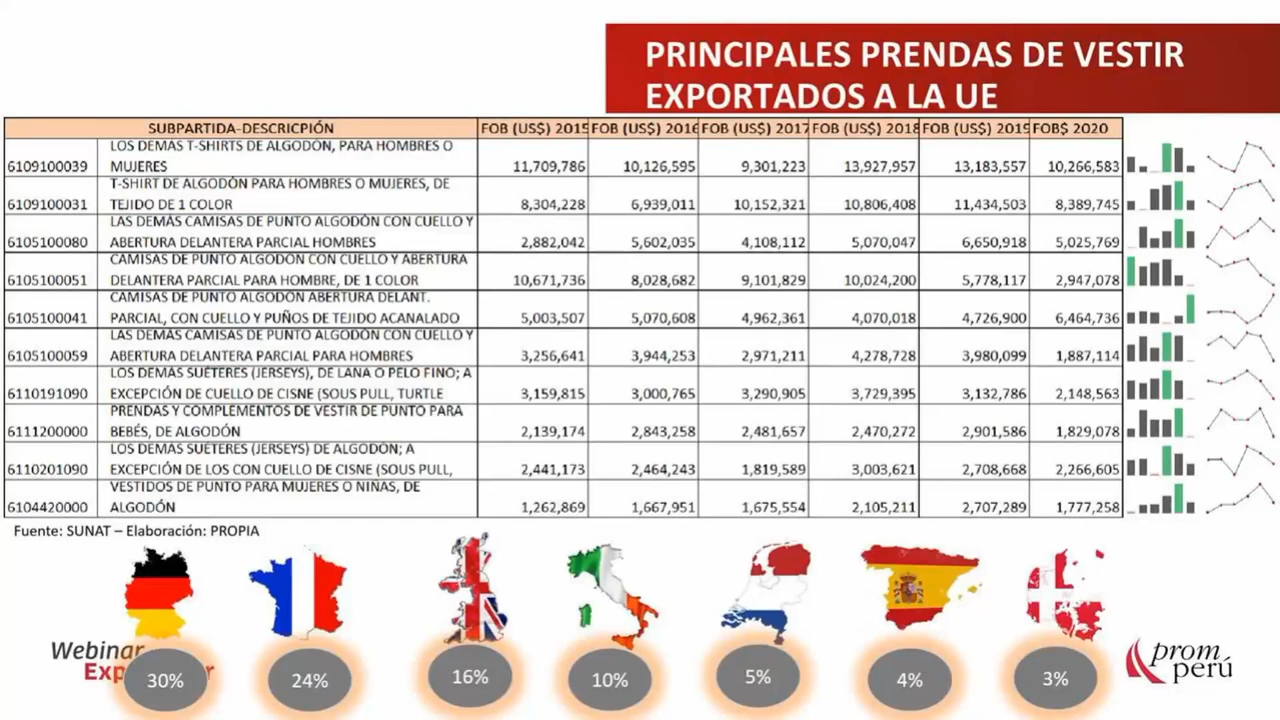 PRINCIPALES PRENDAS DE VESTIR
EXPORTADOS A LA UE
SUBPARTIDA-DESCRICPIÓN FOB (US$) 2015 FOB (US$) 2016 FOB (US$) 2017 FOB (US$) 2018 FOB (US$) 2019 FOB$ 2020
LOS DEMAS T-SHIRTS DE ALGODÓN, PARA HOMBRES O
6109100039 MUJERES 11,709,786 10,126,595 9,301,223 13,927,957 13,183,557 10,266,583
T-SHIRT DE ALGODÓN PARA HOMBRES O MUJERES, DE
6109100031 TEJIDO DE 1 COLOR 8,304,228 6,939,011 10,152,321 10,806,408 11,434,503 8,389,745
LAS DEMÁS CAMISAS DE PUNTO ALGODÓN CON CUELLO Y
6105100080 ABERTURA DELANTERA PARCIAL HOMBRES 2,882,042 5,602,035 4,108,112 5,070,047 6,650,918 5,025,769
CAMISAS DE PUNTO ALGODÓN CON CUELLO Y ABERTURA
6105100051 DELANTERA PARCIAL PARA HOMBRE, DE 1 COLOR 10,671,736 8,028,682 9,101,829 10,024,200 5,778,117 2,947,078
CAMISAS DE PUNTO ALGODÓN ABERTURA DELANT.
6105100041 PARCIAL, CON CUELLO Y PUÑOS DE TEJIDO ACANALADO 5,003,507 5,070,608 4,962,361 4,070,018 4,726,900 6,464,736
LAS DEMÁS CAMISAS DE PUNTO ALGODÓN CON CUELLO Y
6105100059 ABERTURA DELANTERA PARCIAL PARA HOMBRES 3,256,641 3,944,253 2,971,211 4,278,728 3,980,099 1,887,114
LOS DEMÁS SUÉTERES (JERSEYS), DE LANA O PELO FINO; A
6110191090 EXCEPCIÓN DE CUELLO DE CISNE (SOUS PULL, TURTLE 3,159,815 3,000,765 3,290,905 3,729,395 3,132,786 2,148,563
PRENDAS Y COMPLEMENTOS DE VESTIR DE PUNTO PARA
6111200000 BEBÉS, DE ALGODÓN 2,139,174 2,843,258 2,481,657 2,470,272 2,901,586 1,829,078
LOS DEMÁS SUÉTERES (JERSEYS) DE ALGODÓN; A
6110201090 EXCEPCIÓN DE LOS CON CUELLO DE CISNE (SOUS PULL, 2,441,173 2,464,243 1,819,589 3,003,621 2,708,668 2,266,605
VESTIDOS DE PUNTO PARA MUJERES O NIÑAS, DE
6104420000 ALGODÓN 1,262,869 1,667,951 1,675,554 2,105,211 2,707,289 1,777,258
Fuente: SUNAT – Elaboración: PROPIA
Webinar
30% 24% 16% 10% 5% 4% 3%
prom
perú